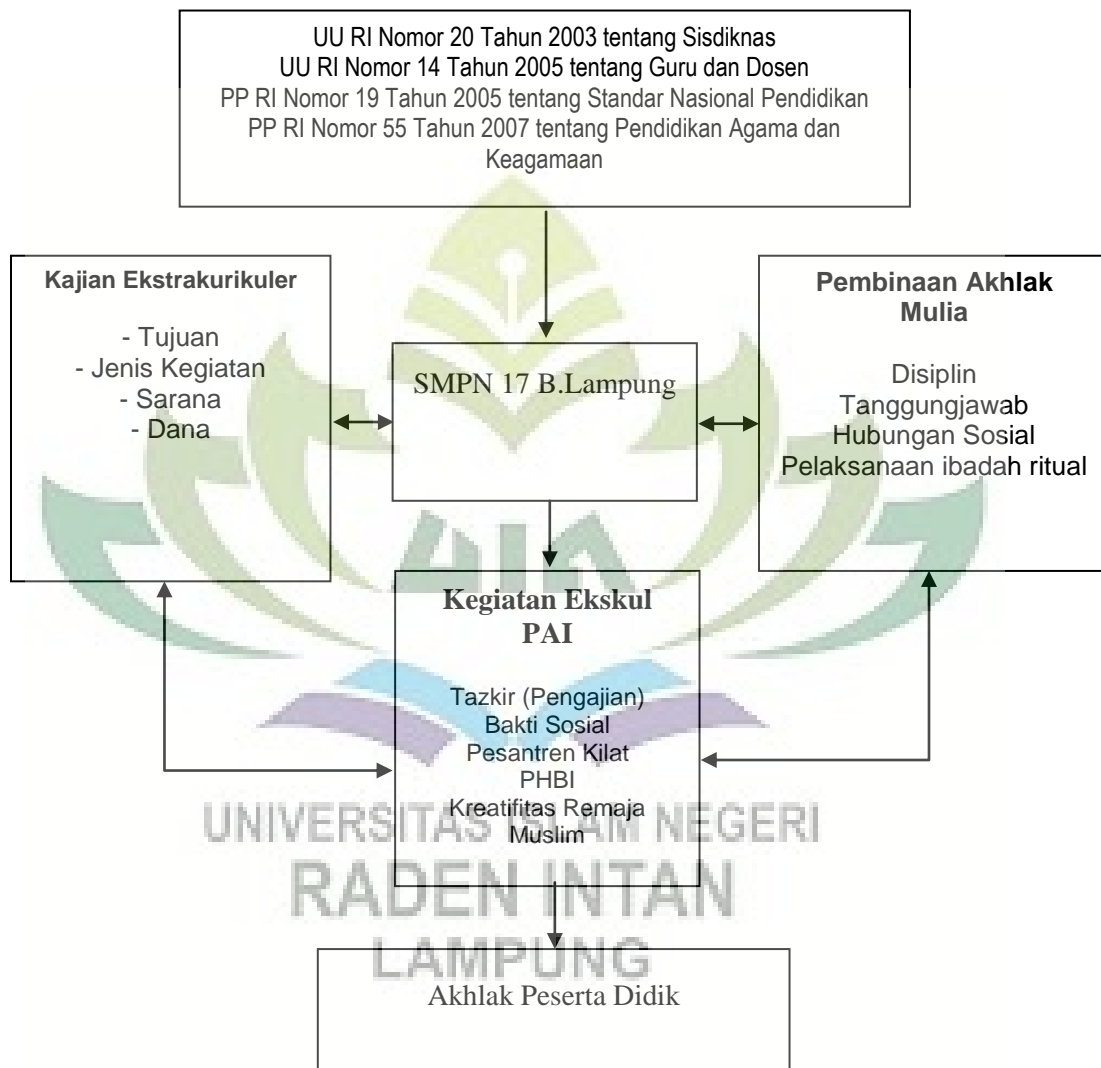 UU RI Nomor 20 Tahun 2003 tentang Sisdiknas
UU RI Nomor 14 Tahun 2005 tentang Guru dan Dosen
PP RI Nomor 19 Tahun 2005 tentang Standar Nasional Pendidikan
PP RI Nomor 55 Tahun 2007 tentang Pendidikan Agama dan
Keagamaan
Kajian Ekstrakurikuler
- Tujuan
- Jenis Kegiatan
- Sarana
- Dana
SMPN 17 B.Lampung
Pembinaan Akhlak
Mulia
Disiplin
Tanggungjawab
Hubungan Sosial
Pelaksanaan ibadah ritual
UIN
Kegiatan Ekskul
PAI
Tazkir (Pengajian)
Bakti Sosial
Pesantren Kilat
PHBI
Kreatifitas Remaja
Muslim
UNIVERSITAS ISLAM NEGERI
RADEN INTAN
LAMPUNG
Akhlak Peserta Didik